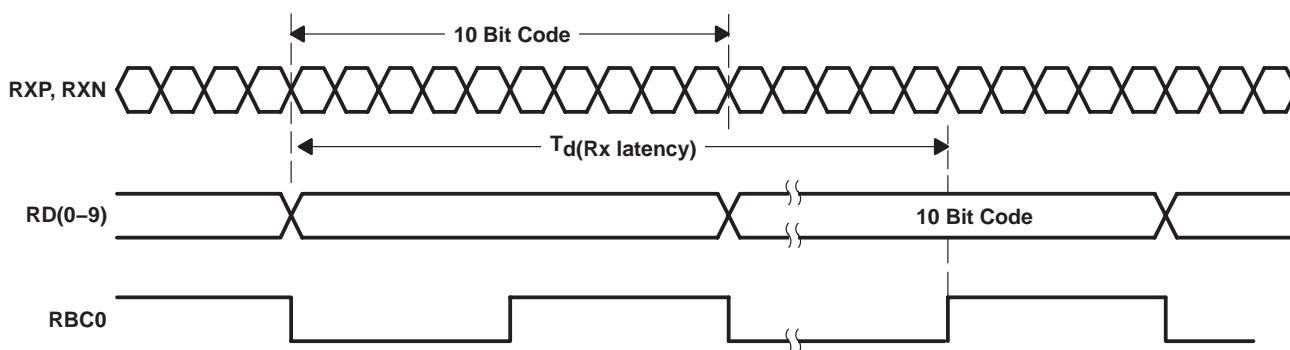 10 Bit Code
RXP, RXN
Td(Rx latency)
RD(0–9)
10 Bit Code
RBC0